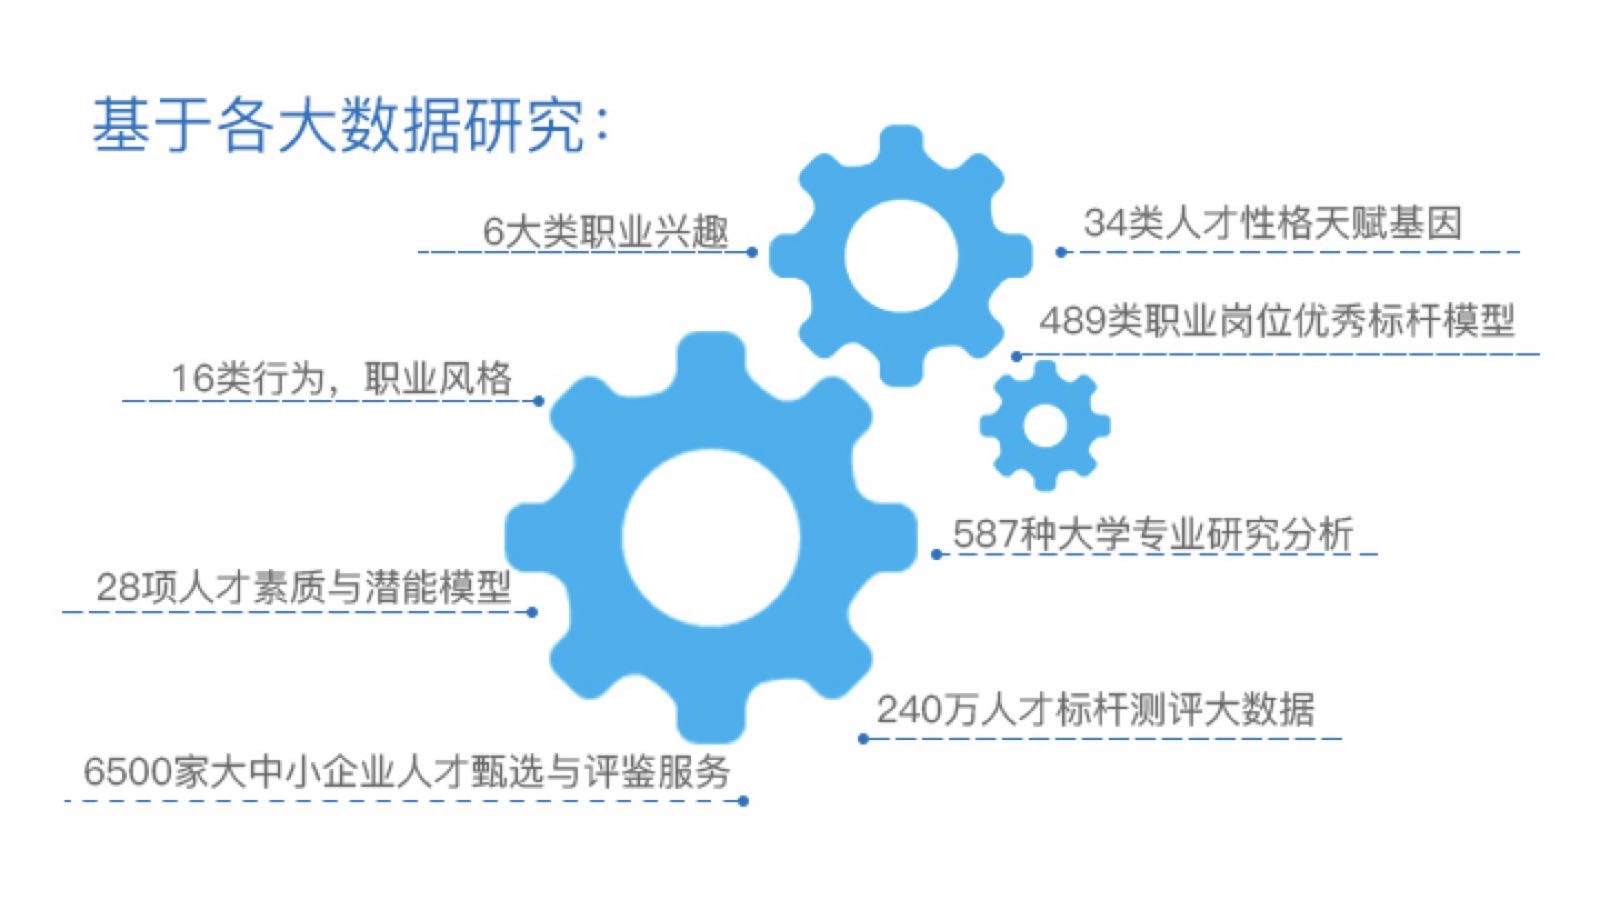 基于各大数据研究：
6大类职业兴趣
34类人才性格天赋基因
489类职业岗位优秀标杆模型
16类行为，职业风格
587种大学专业研究分析
28项人才素质与潜能模型
240万人才标杆测评大数据
6500家大中小企业人才甄选与评鉴服务